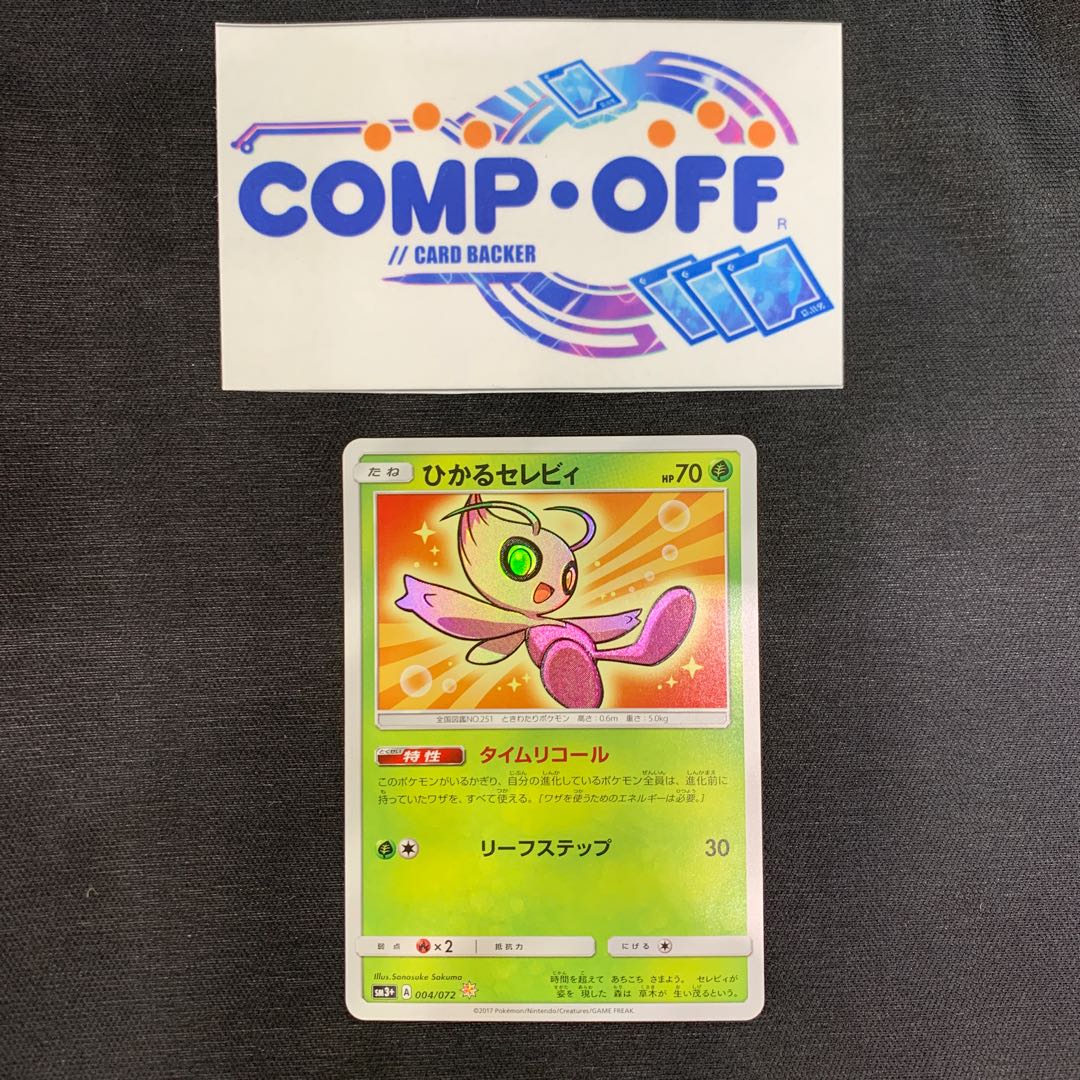 COMP・OFF R
// CARD BACKER
たね ひかるセレビィ HP70
全国図鑑NO.251 ときわたりポケモン 高さ:0.6m 重さ:5.0kg
とくせい
特性 タイムリコール
このポケモンがいるかぎり、自分の進化しているポケモン全員は、進化前に
持っていたワザを、すべて使える。[ワザを使うためのエネルギーは必要。]
リーフステップ 30
弱点 ×2 抵抗力 にげる
Illus.Sanosuke Sakuma
時間を超えて あちこち さまよう。 セレビィが
姿を 現した 森は 草木が 生い茂るという。
SM3+ A 004/072
©2017 Pokémon/Nintendo/Creatures/GAME FREAK.